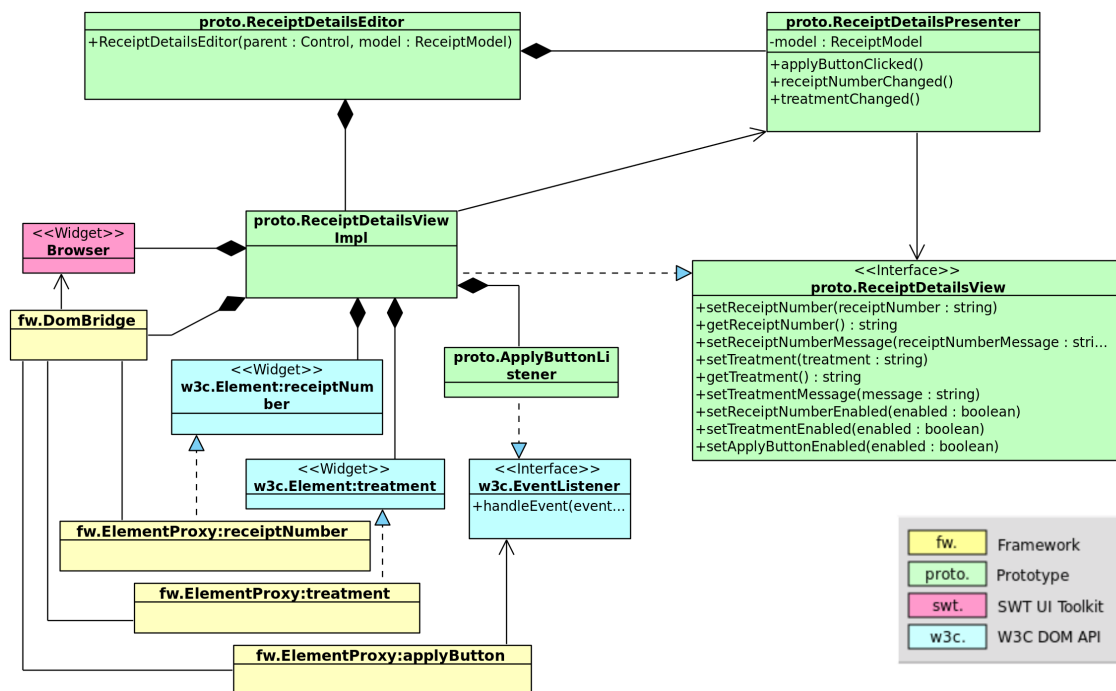 proto.ReceiptDetailsEditor
+ReceiptDetailsEditor(parent : Control, model : ReceiptModel)
proto.ReceiptDetailsPresenter
-model : ReceiptModel
+applyButtonClicked()
+receiptNumberChanged()
+treatmentChanged()
proto.ReceiptDetailsView
Impl
<<Widget>>
Browser
fw.DomBridge
<<Interface>>
proto.ReceiptDetailsView
+setReceiptNumber(receiptNumber : string)
+getReceiptNumber() : string
+setReceiptNumberMessage(receiptNumberMessage : stri...
+setTreatment(treatment : string)
+getTreatment() : string
+setTreatmentMessage(message : string)
+setReceiptNumberEnabled(enabled : boolean)
+setTreatmentEnabled(enabled : boolean)
+setApplyButtonEnabled(enabled : boolean)
<<Widget>>
w3c.Element:receiptNum
ber
proto.ApplyButtonLi
stener
<<Widget>>
w3c.Element:treatment
<<Interface>>
w3c.EventListener
+handleEvent(event...
fw.ElementProxy:receiptNumber
fw.ElementProxy:treatment
fw.ElementProxy:applyButton
fw. Framework
proto. Prototype
swt. SWT UI Toolkit
w3c. W3C DOM API